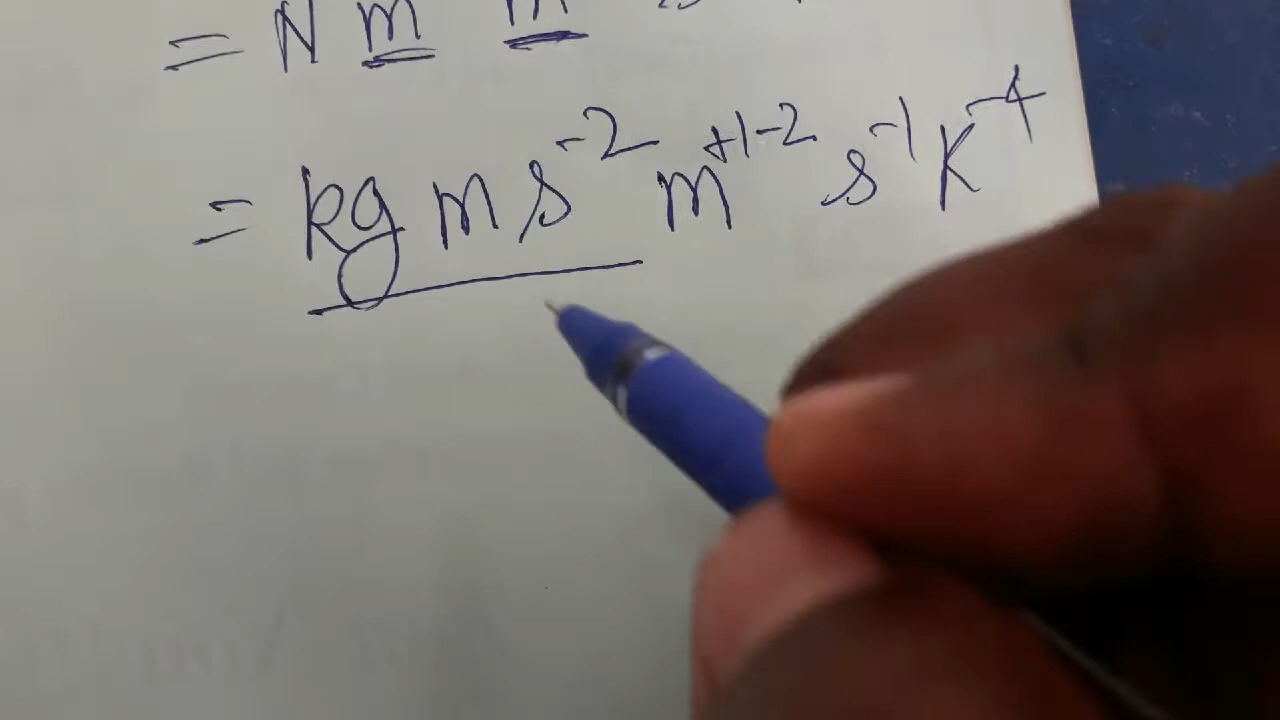 = N m m
= kg m s⁻² m⁺¹⁻² s⁻¹ K⁻⁴